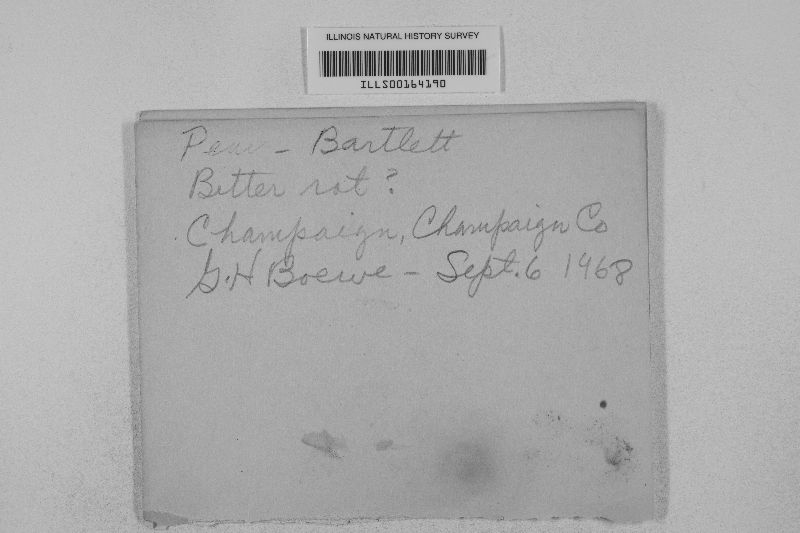 ILLINOIS NATURAL HISTORY SURVEY
ILLS00164190
Pear - Bartlett
Bitter rot?
Champaign, Champaign Co
G.H Boewe - Sept. 6 1968